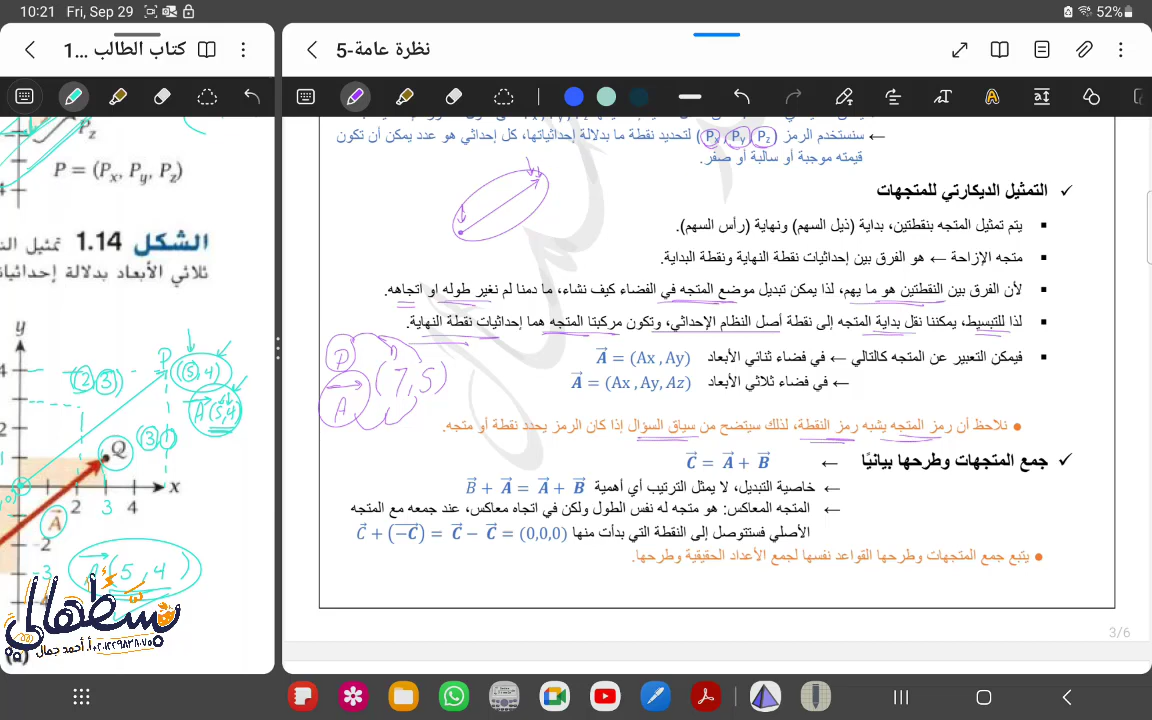 10:21 Fri, Sep 29
52%
كتاب الطالب ...1
نظرة عامة-5
Pz
P = (Px, Py, Pz)
الشكل 1.14
ثلاثي الأبعاد بدلالة إحداثيا
y
4
P
(5,4)
(2,3)
A(5,4)
2
(3,1)
Q
x
2
3
4
A
-2
-3
A(5,4)
بسطهالي
أ. أحمد جمال
(a)
← سنستخدم الرمز (Px, Py, Pz) لتحديد نقطة ما بدلالة إحداثياتها، كل إحداثي هو عدد يمكن أن تكون
قيمته موجبة أو سالبة أو صفر.
✓ التمثيل الديكارتي للمتجهات
▪ يتم تمثيل المتجه بنقطتين، بداية (ذيل السهم) ونهاية (رأس السهم).
▪ متجه الإزاحة ← هو الفرق بين إحداثيات نقطة النهاية ونقطة البداية.
▪ لأن الفرق بين النقطتين هو ما يهم، لذا يمكن تبديل موضع المتجه في الفضاء كيف نشاء، ما دمنا لم نغير طوله او اتجاهه.
▪ لذا للتبسيط، يمكننا نقل بداية المتجه إلى نقطة أصل النظام الإحداثي، وتكون مركبتا المتجه هما إحداثيات نقطة النهاية.
▪ فيمكن التعبير عن المتجه كالتالي ← في فضاء ثنائي الأبعاد A = (Ax , Ay)
← في فضاء ثلاثي الأبعاد A = (Ax, Ay, Az)
P
A
(7,5)
• نلاحظ أن رمز المتجه يشبه رمز النقطة، لذلك سيتضح من سياق السؤال إذا كان الرمز يحدد نقطة أو متجه.
✓ جمع المتجهات وطرحها بيانيًا ← C = A + B
← خاصية التبديل، لا يمثل الترتيب أي أهمية B + A = A + B
← المتجه المعاكس: هو متجه له نفس الطول ولكن في اتجاه معاكس، عند جمعه مع المتجه
الأصلي فستتوصل إلى النقطة التي بدأت منها C + (−C) = C − C = (0,0,0)
• يتبع جمع المتجهات وطرحها القواعد نفسها لجمع الأعداد الحقيقية وطرحها.
3/6